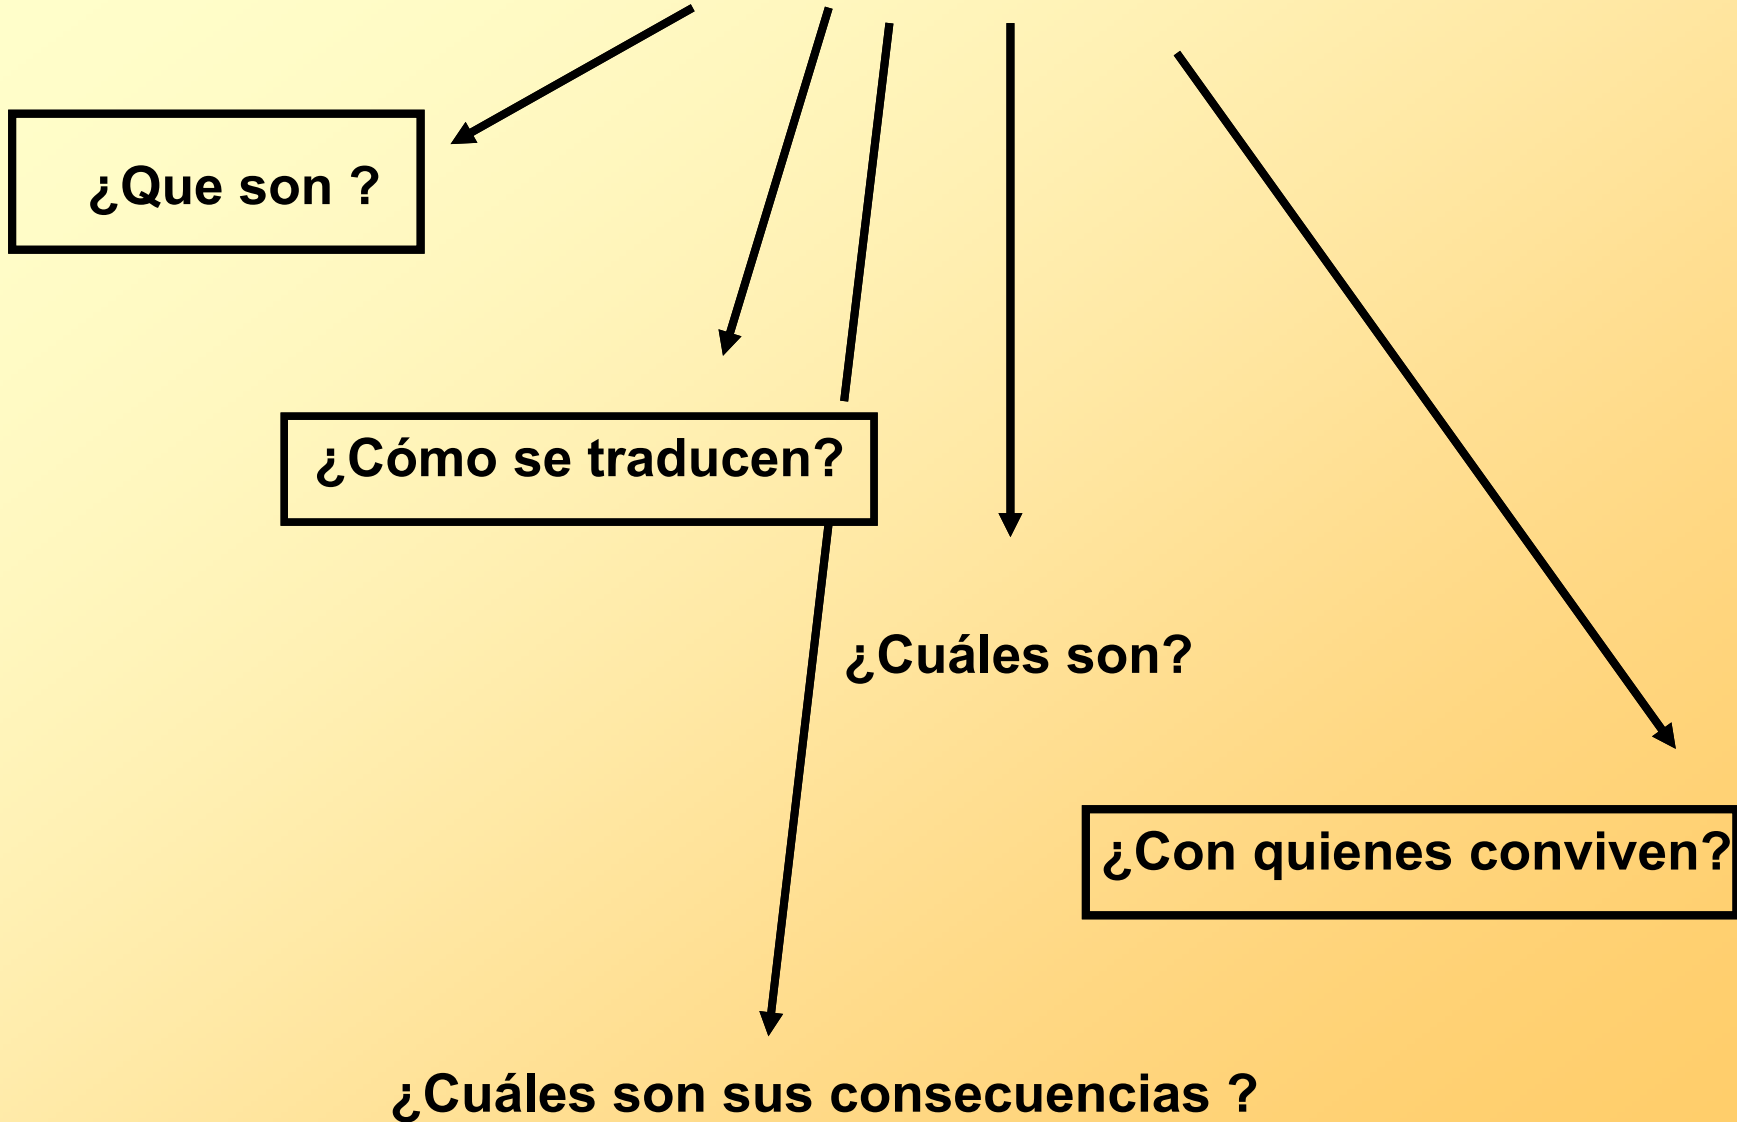 ¿Que son ?
¿Cómo se traducen?
¿Cuáles son?
¿Con quienes conviven?
¿Cuáles son sus consecuencias ?